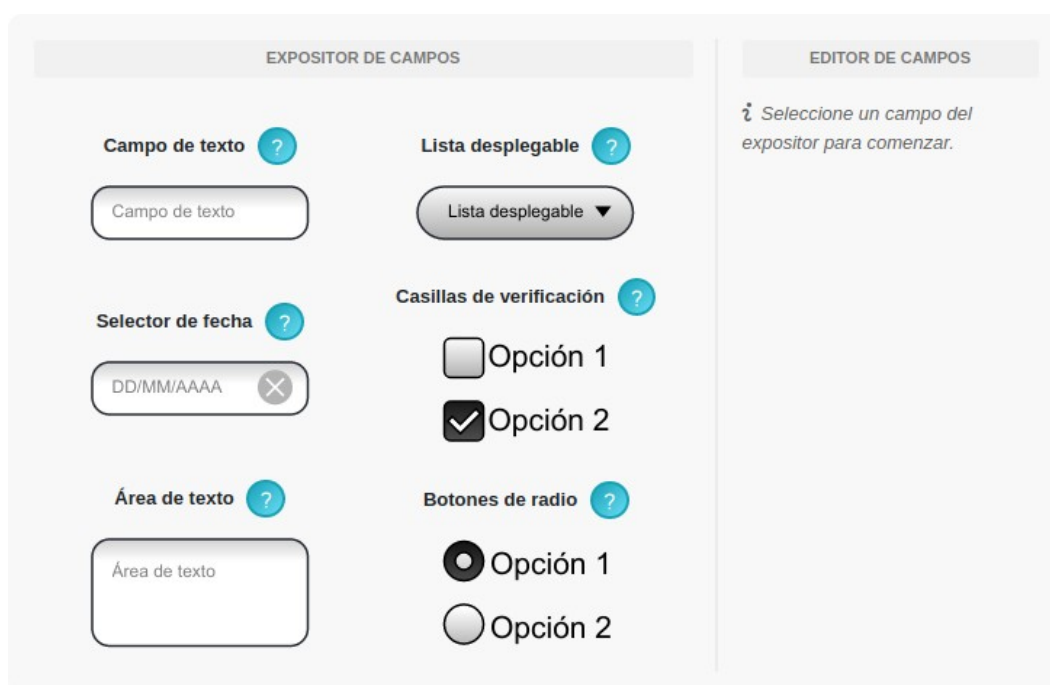 EXPOSITOR DE CAMPOS
Campo de texto ?
Campo de texto
Selector de fecha ?
DD/MM/AAAA
Área de texto ?
Área de texto
Lista desplegable ?
Lista desplegable
Casillas de verificación ?
Opción 1
Opción 2
Botones de radio ?
Opción 1
Opción 2
EDITOR DE CAMPOS
i Seleccione un campo del
expositor para comenzar.